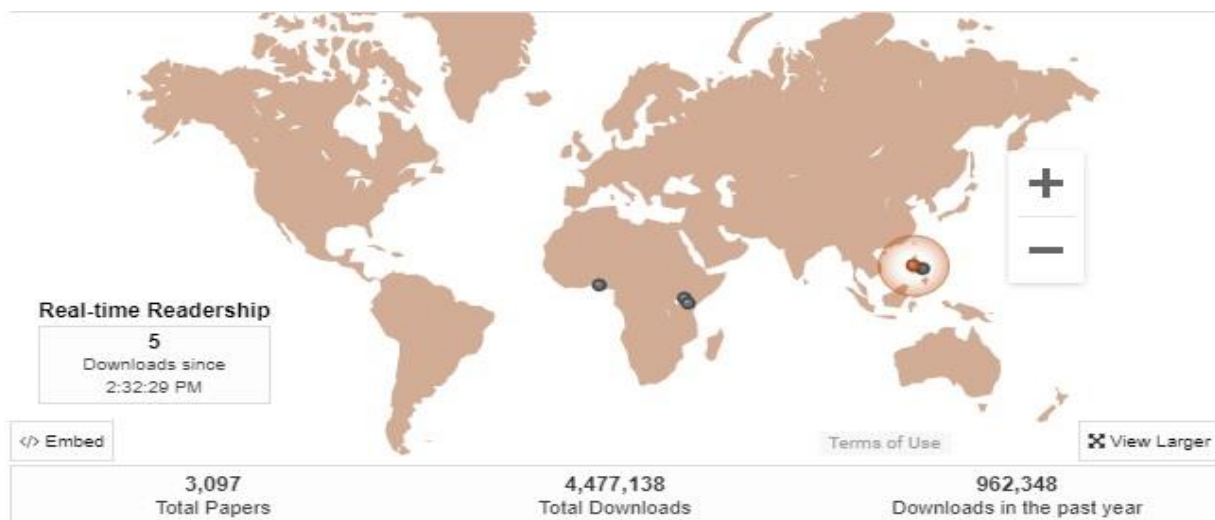 Real-time Readership
5
Downloads since
2:32:29 PM
</> Embed
Terms of Use
View Larger
3,097
Total Papers
4,477,138
Total Downloads
962,348
Downloads in the past year